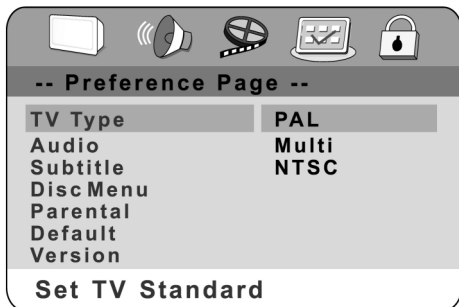 -- Preference Page --
TV Type PAL
Audio Multi
Subtitle NTSC
Disc Menu
Parental
Default
Version
Set TV Standard